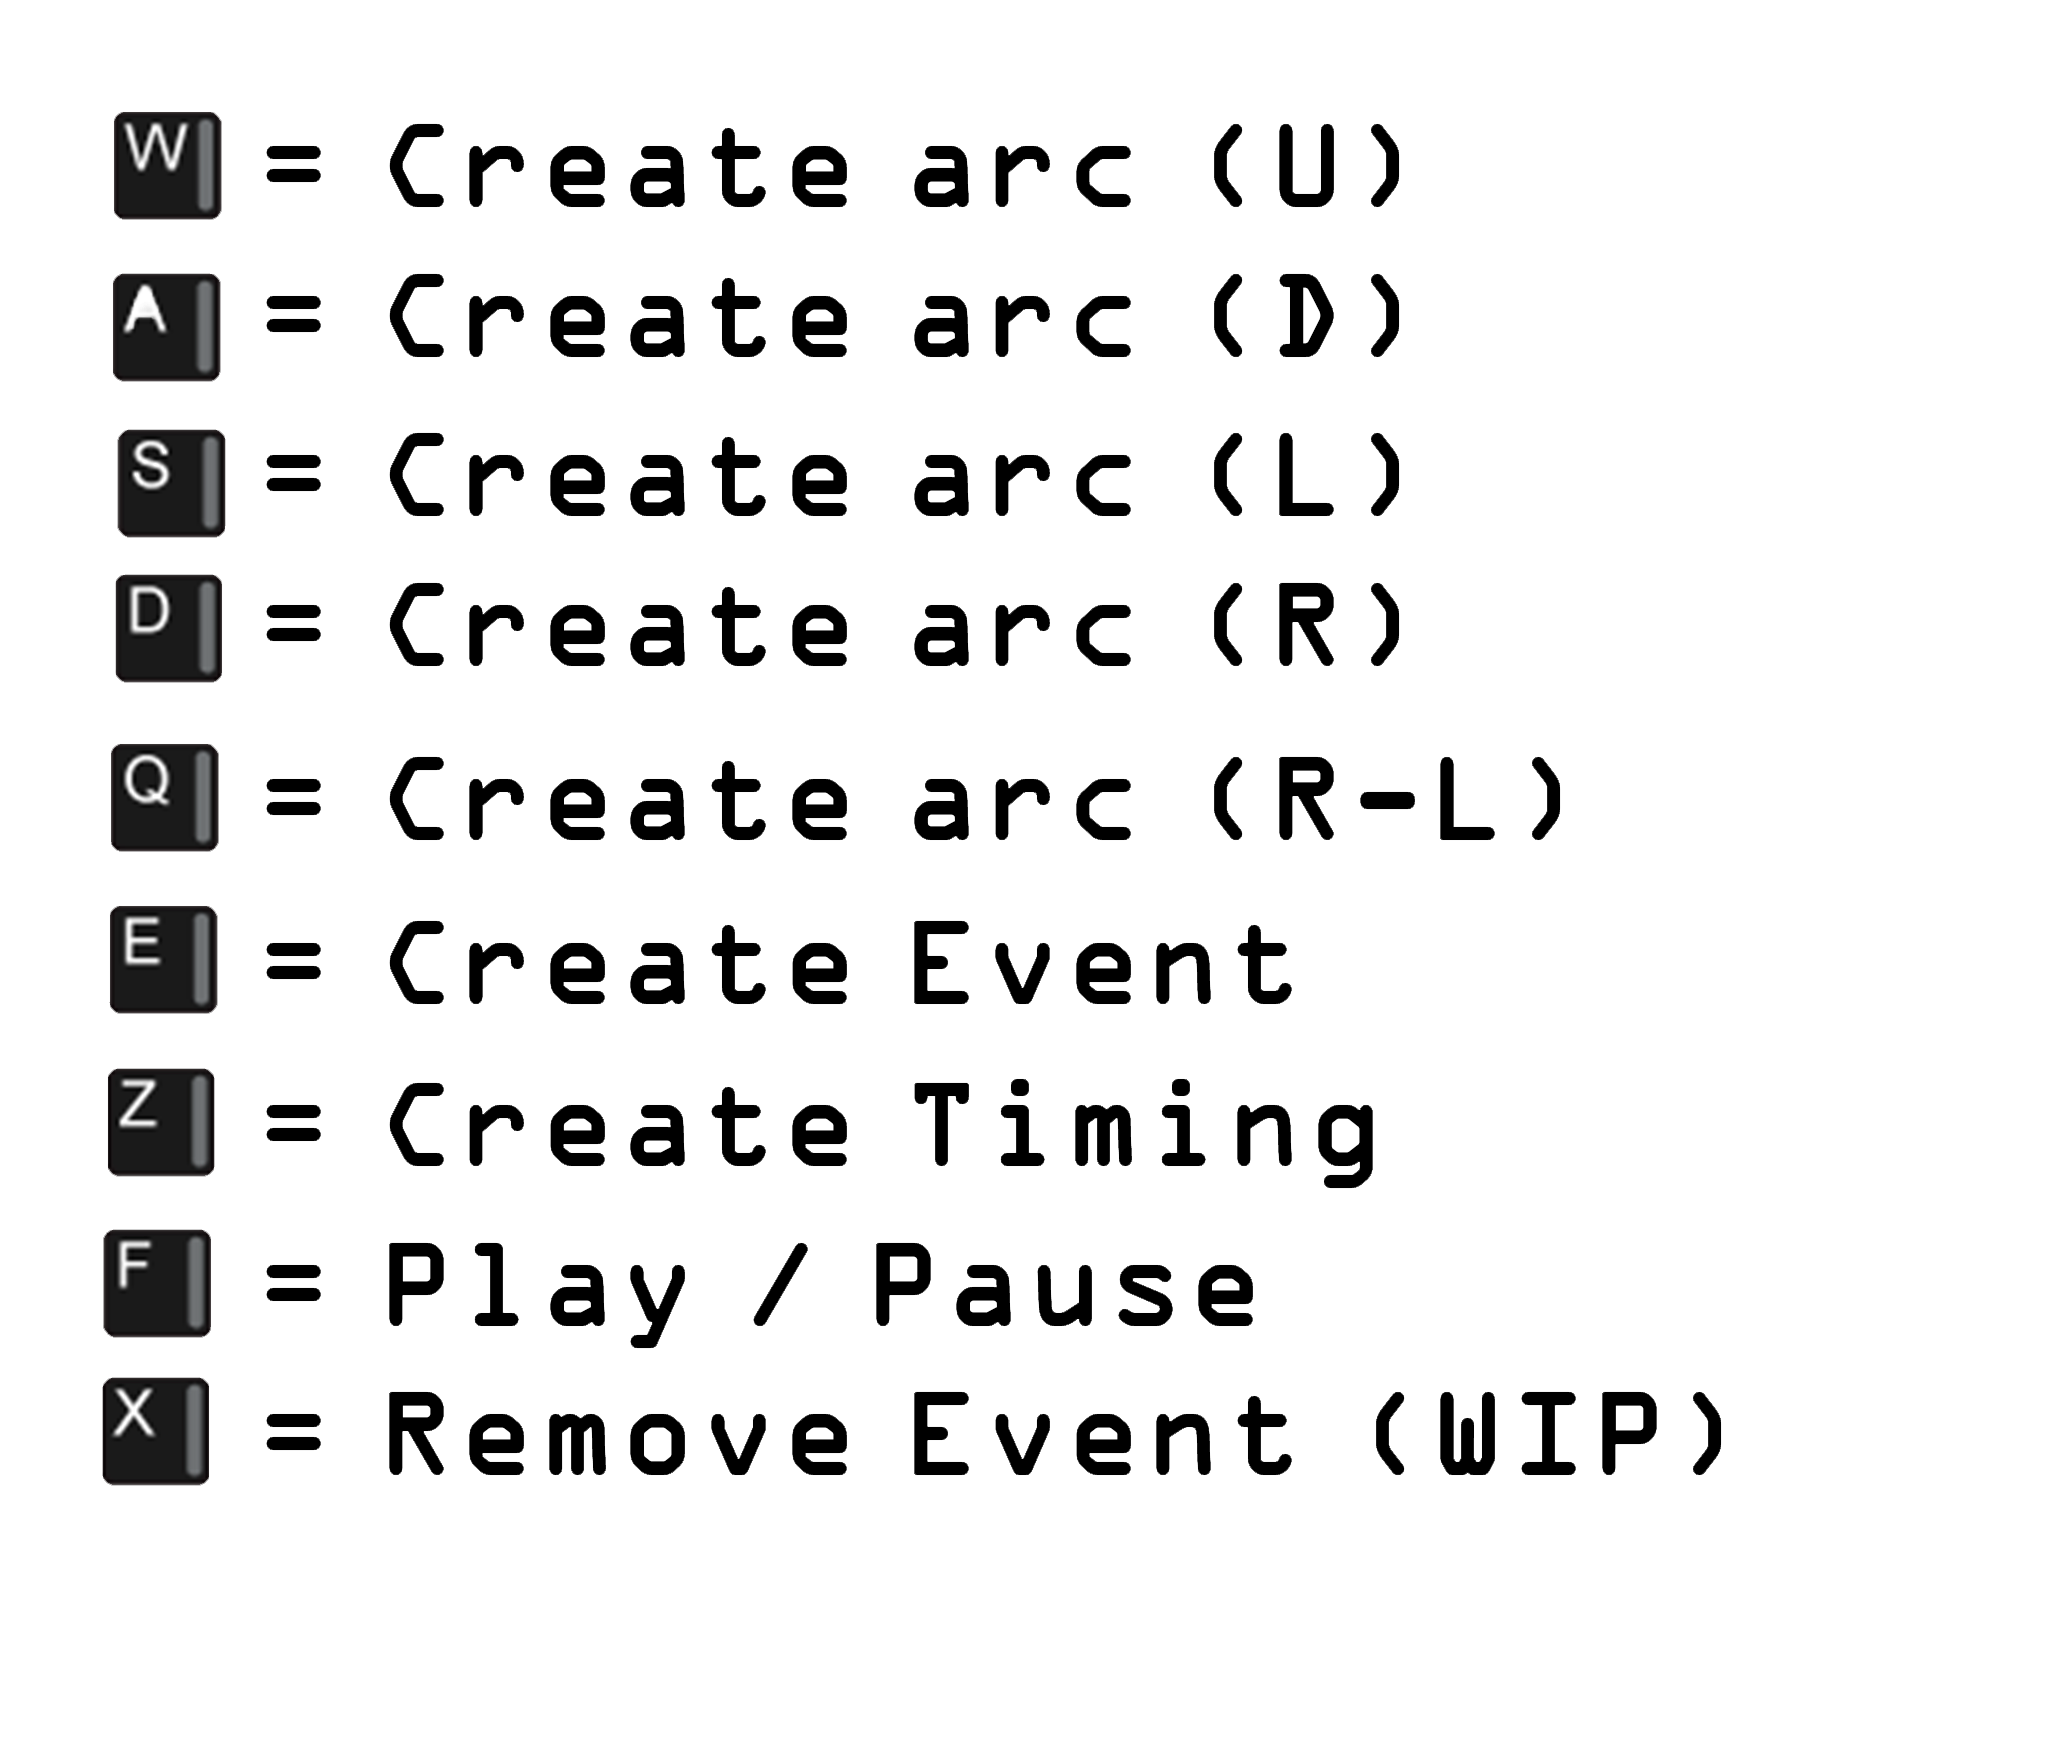 W = Create arc (U)
A = Create arc (D)
S = Create arc (L)
D = Create arc (R)
Q = Create arc (R-L)
E = Create Event
Z = Create Timing
F = Play / Pause
X = Remove Event (WIP)